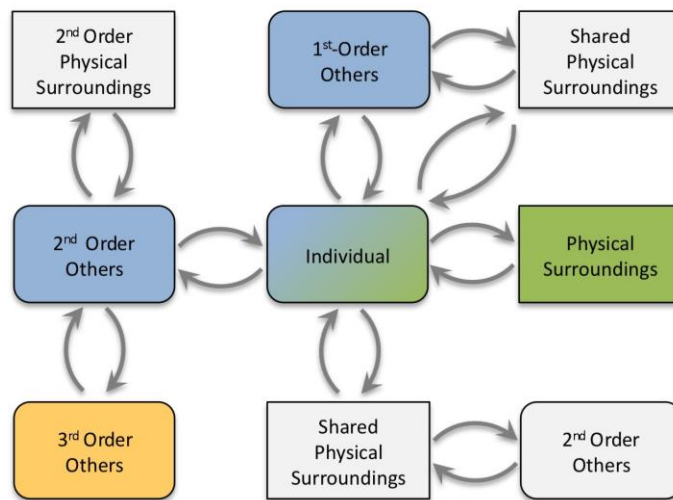 2nd Order
Physical
Surroundings
1st-Order
Others
Shared
Physical
Surroundings
2nd Order
Others
Individual
Physical
Surroundings
3rd Order
Others
Shared
Physical
Surroundings
2nd Order
Others